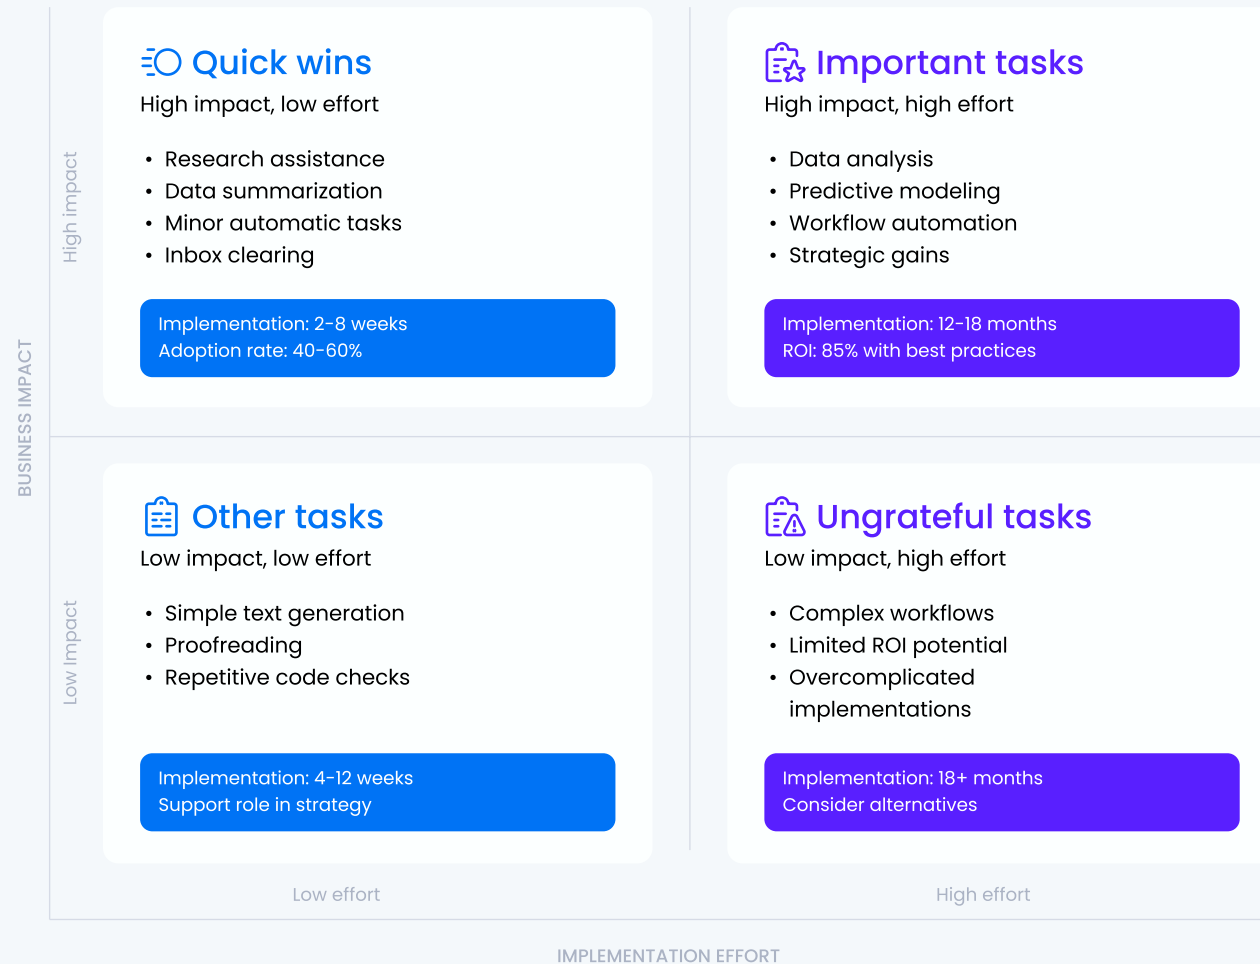 BUSINESS IMPACT
High impact
Quick wins
High impact, low effort
• Research assistance
• Data summarization
• Minor automatic tasks
• Inbox clearing
Implementation: 2-8 weeks
Adoption rate: 40-60%
Important tasks
High impact, high effort
• Data analysis
• Predictive modeling
• Workflow automation
• Strategic gains
Implementation: 12-18 months
ROI: 85% with best practices
Low Impact
Other tasks
Low impact, low effort
• Simple text generation
• Proofreading
• Repetitive code checks
Implementation: 4-12 weeks
Support role in strategy
Ungrateful tasks
Low impact, high effort
• Complex workflows
• Limited ROI potential
• Overcomplicated
implementations
Implementation: 18+ months
Consider alternatives
Low effort
High effort
IMPLEMENTATION EFFORT